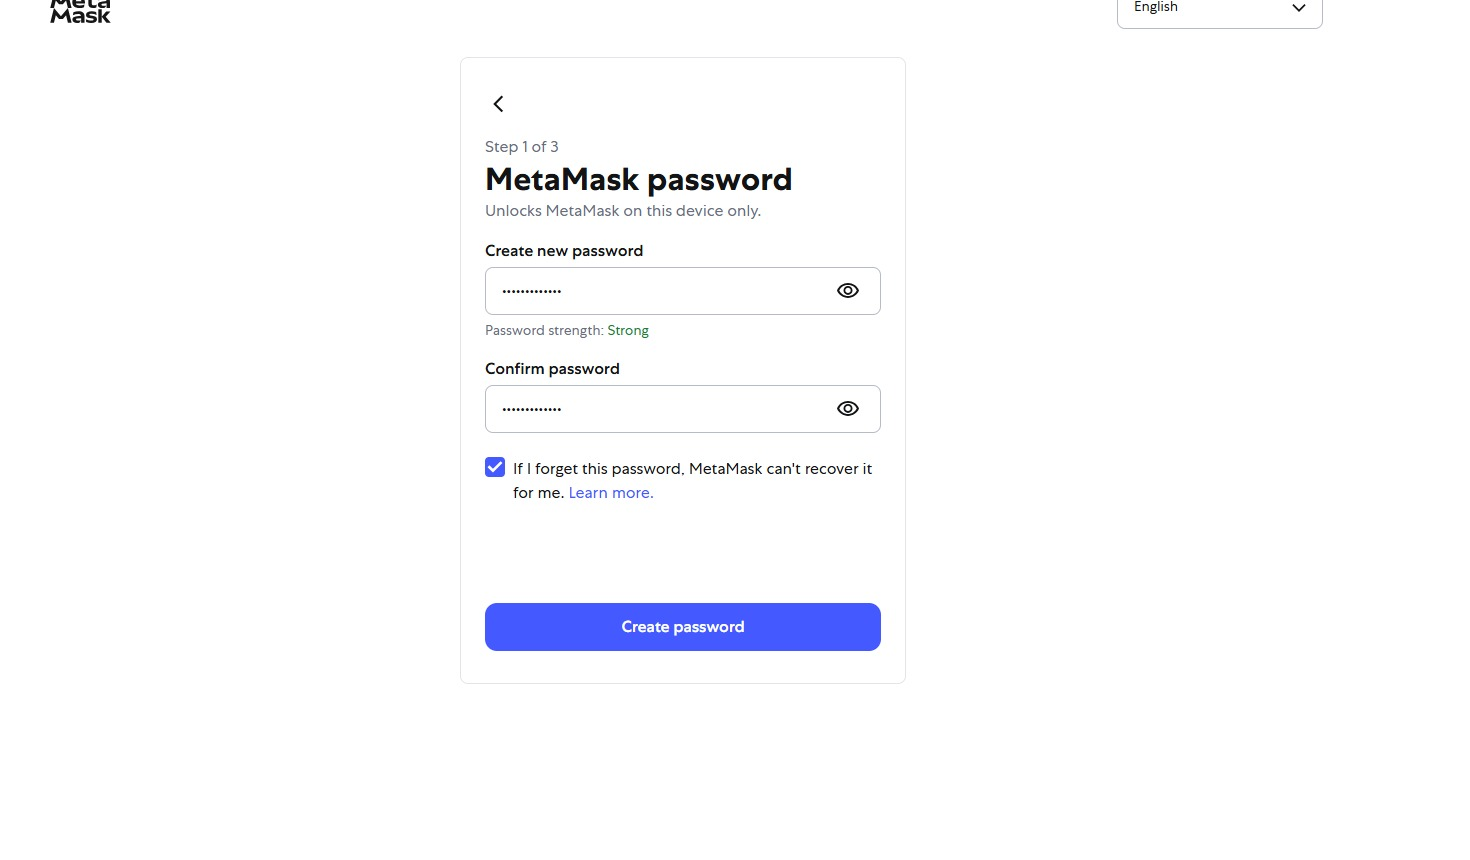 Meta
Mask
English
Step 1 of 3
MetaMask password
Unlocks MetaMask on this device only.
Create new password
•••••••••••••
Password strength: Strong
Confirm password
•••••••••••••
If I forget this password, MetaMask can't recover it
for me. Learn more.
Create password